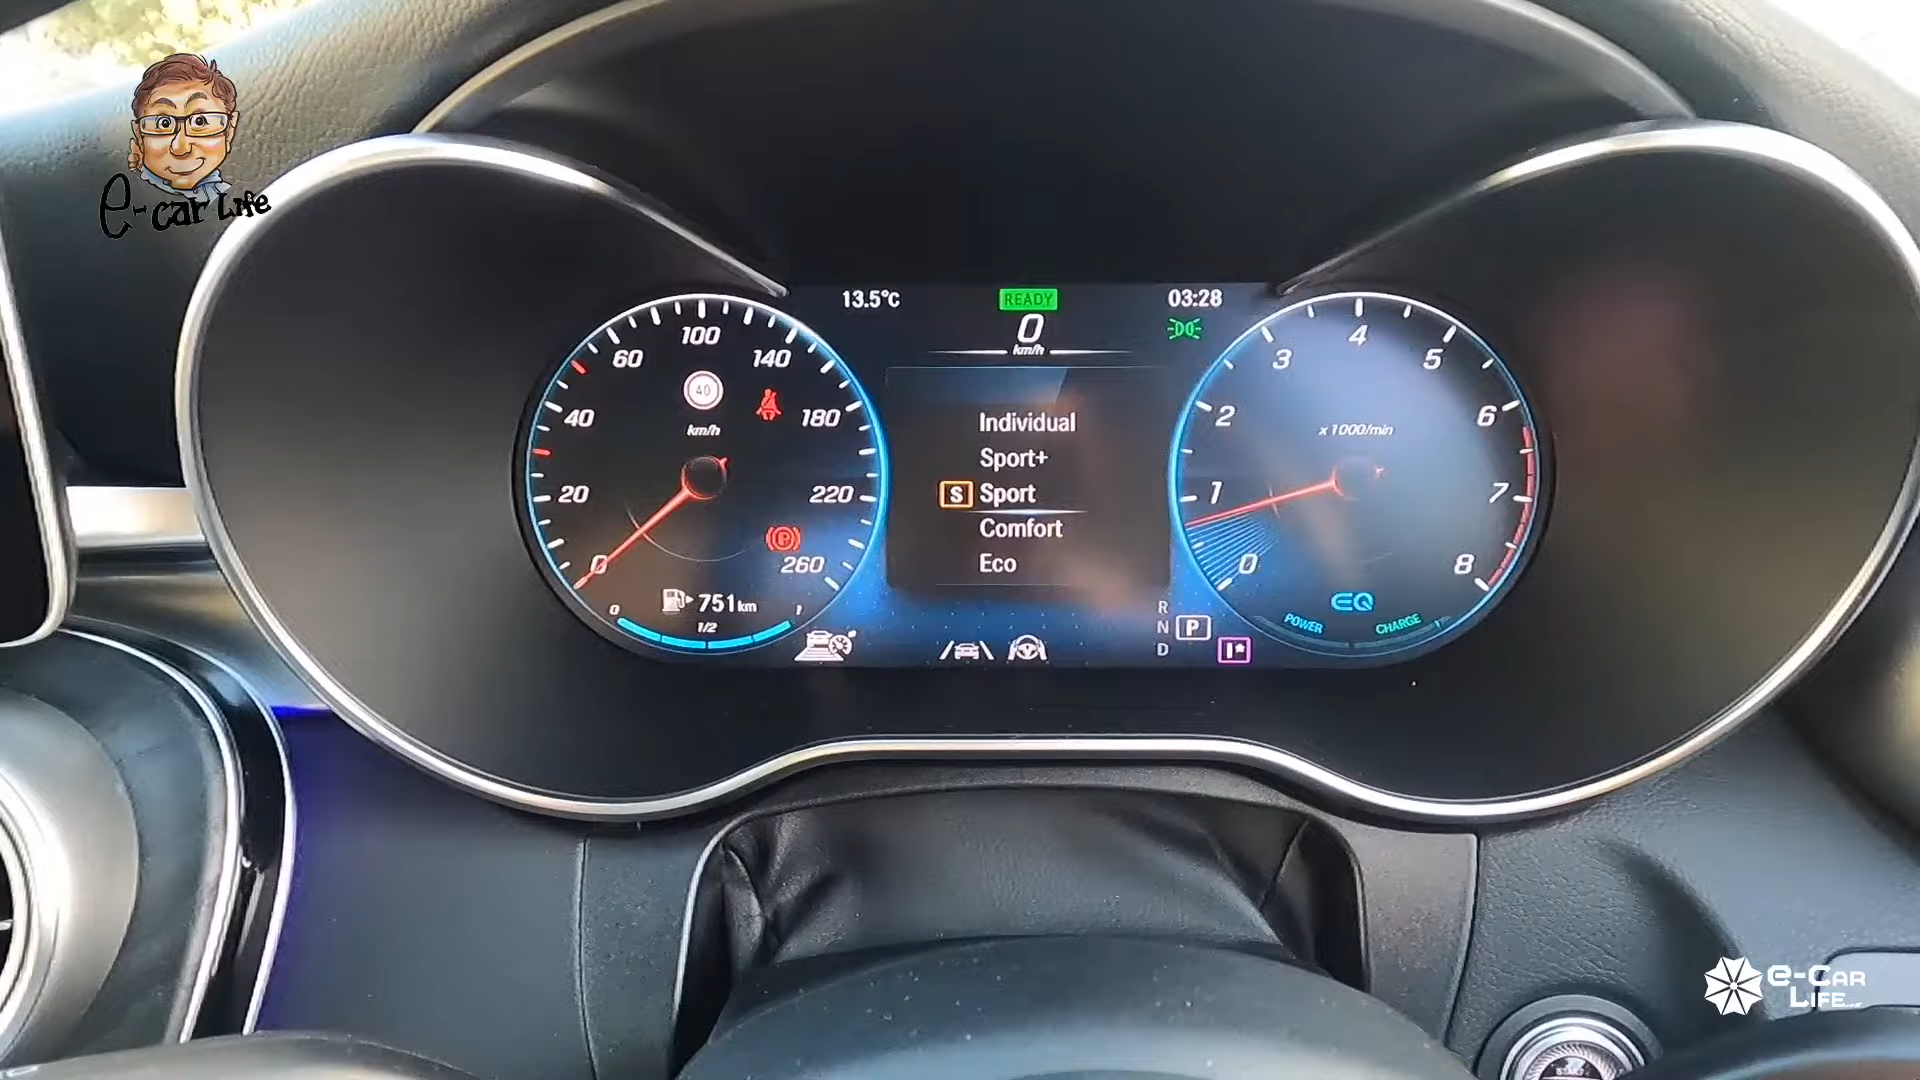 e-car Life
13.5°C
READY
03:28
0
km/h
0
20
40
60
100
140
180
220
260
40
km/h
P
751 km
0
1/2
1
Individual
Sport+
S Sport
Comfort
Eco
0
1
2
3
4
5
6
7
8
x 1000/min
EQ
POWER
CHARGE
R
N
P
D
e-Car
Life
START